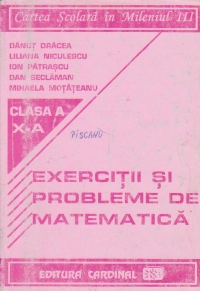 Cartea Școlară în Mileniul III
DĂNUȚ DRĂCEA
LILIANA NICULESCU
ION PĂTRAȘCU
DAN SECLĂMAN
MIHAELA MOȚĂȚEANU
CLASA A
X-A
PÎSCANU
EXERCIȚII ȘI
PROBLEME DE
MATEMATICĂ
EDITURA CARDINAL